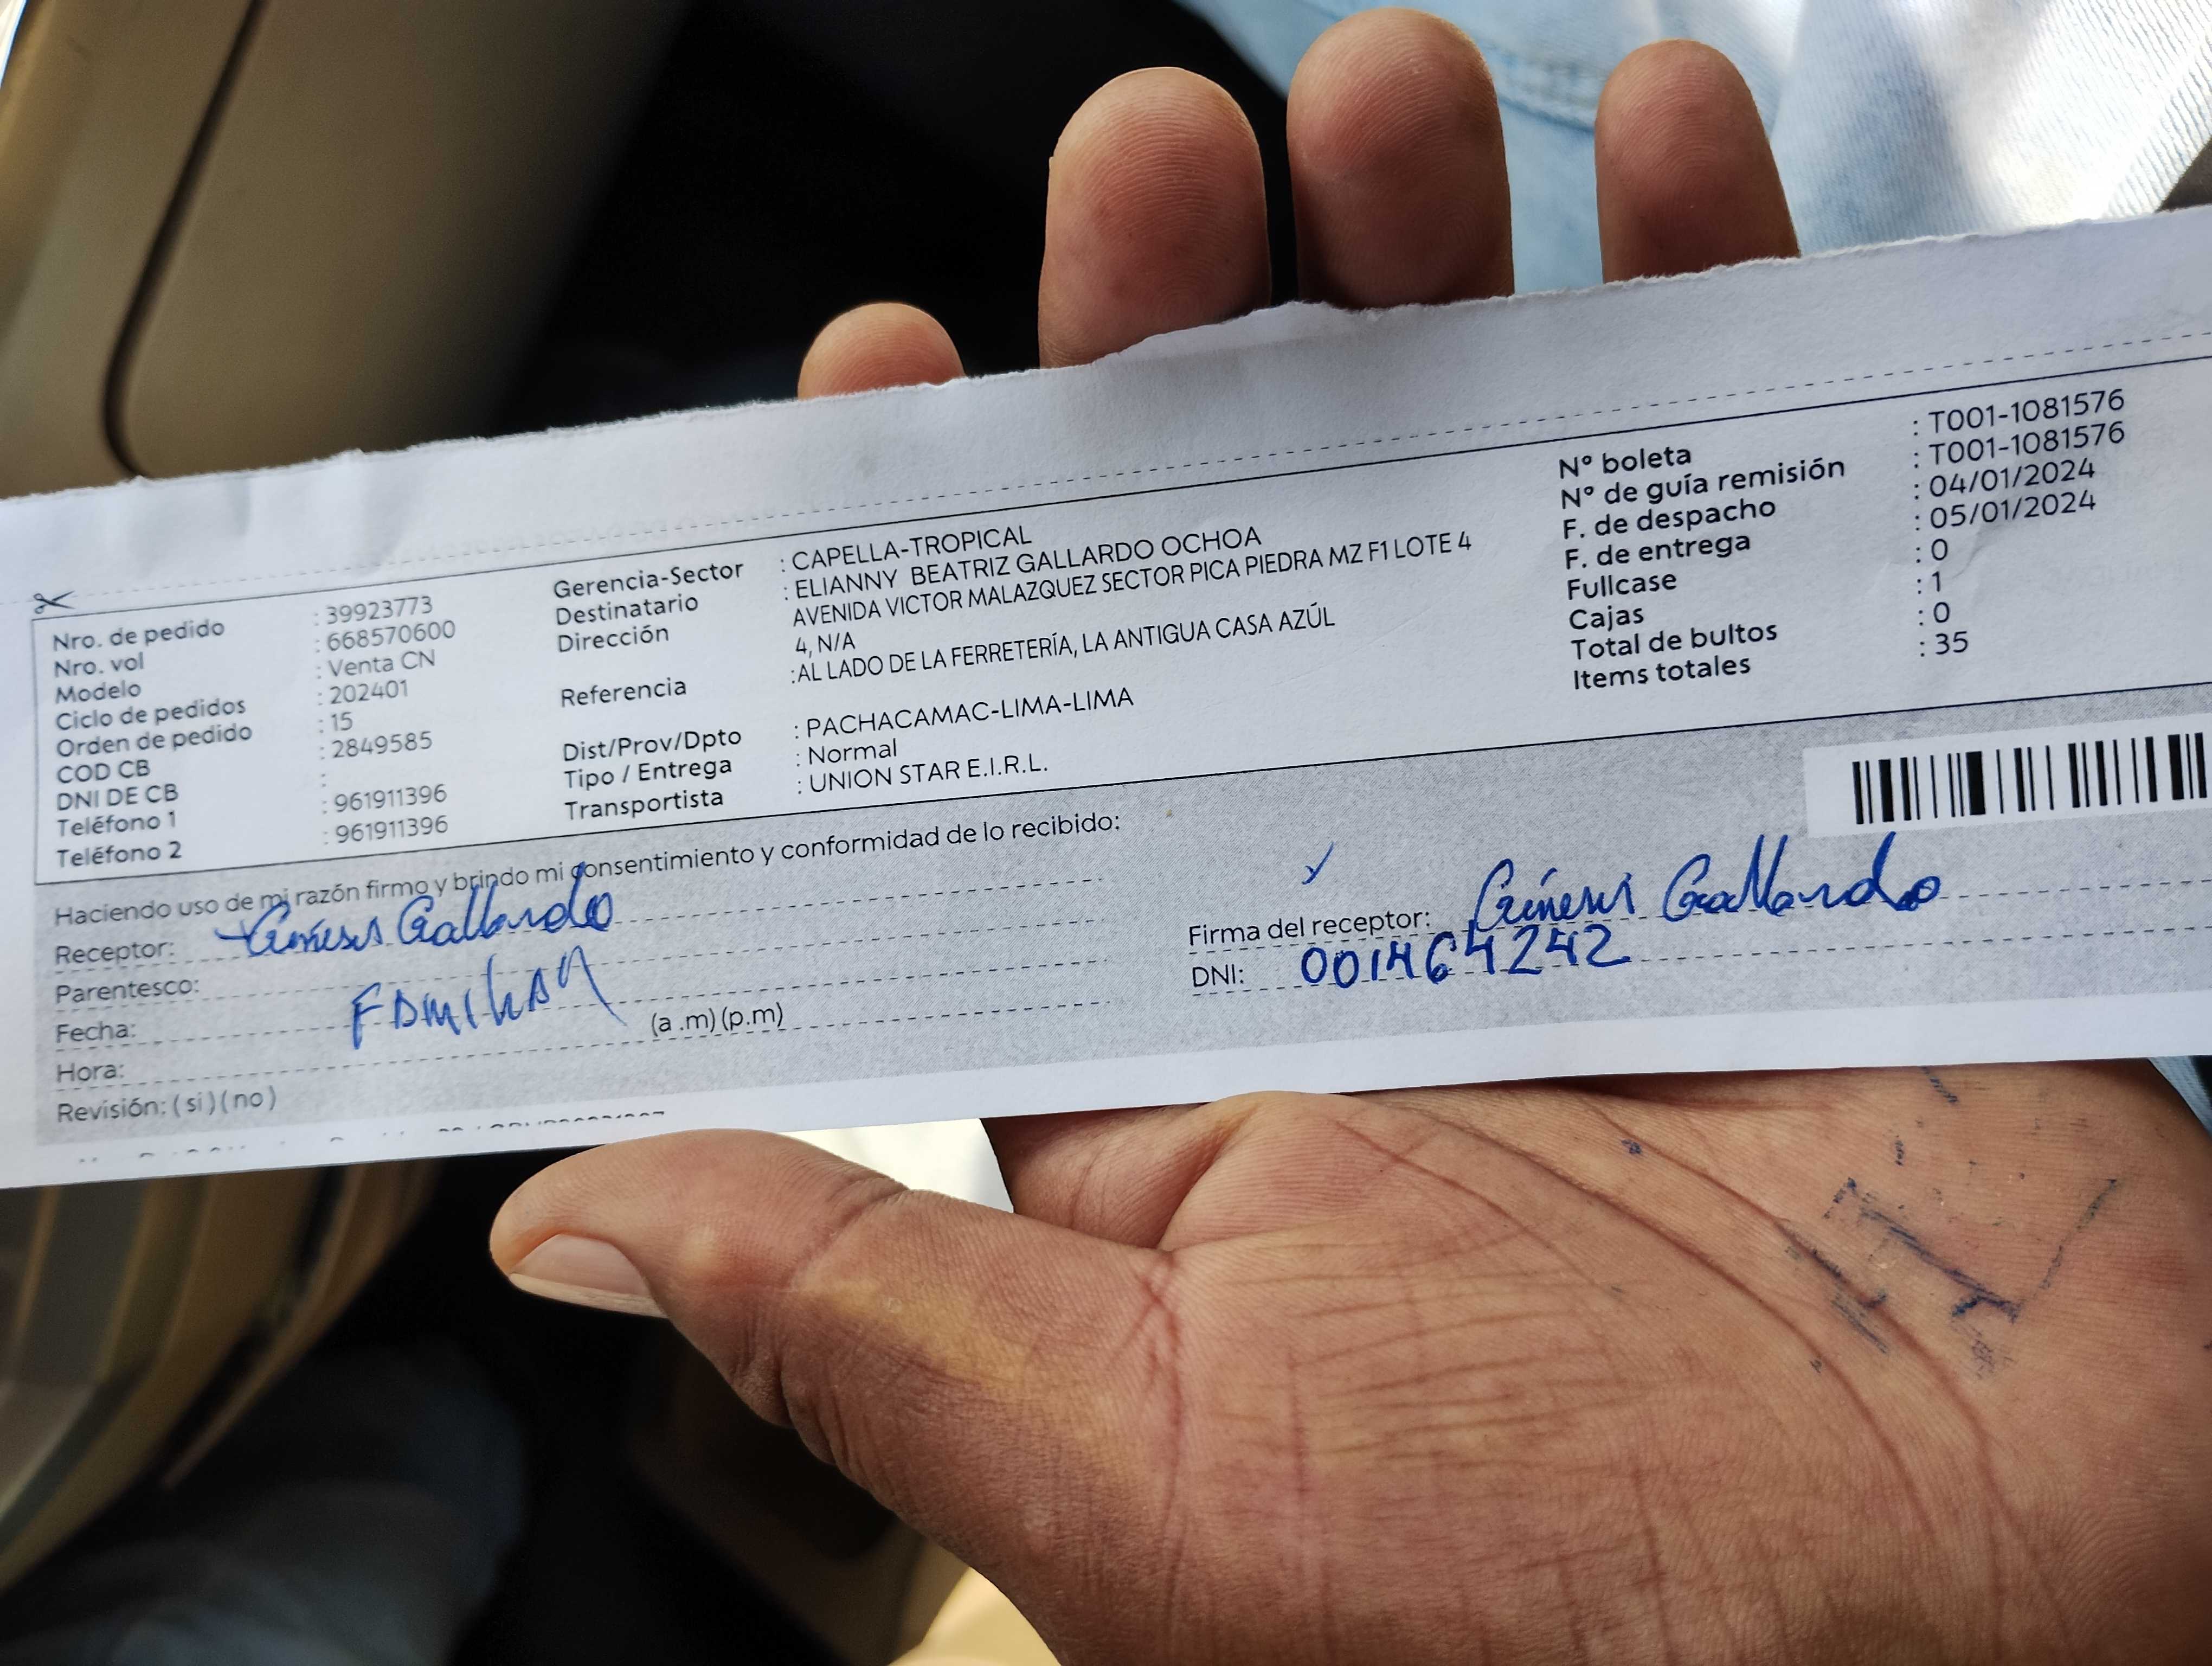 Nro. de pedido : 39923773
Nro. vol : 668570600
Modelo : Venta CN
Ciclo de pedidos : 202401
Orden de pedido : 15
COD CB : 2849585
DNI DE CB :
Teléfono 1 : 961911396
Teléfono 2 : 961911396
Gerencia-Sector : CAPELLA-TROPICAL
Destinatario : ELIANNY BEATRIZ GALLARDO OCHOA
Dirección AVENIDA VICTOR MALAZQUEZ SECTOR PICA PIEDRA MZ F1 LOTE 4
4, N/A
Referencia : AL LADO DE LA FERRETERÍA, LA ANTIGUA CASA AZÚL
Dist/Prov/Dpto : PACHACAMAC-LIMA-LIMA
Tipo / Entrega : Normal
Transportista : UNION STAR E.I.R.L.
N° boleta : T001-1081576
N° de guía remisión : T001-1081576
F. de despacho : 04/01/2024
F. de entrega : 05/01/2024
Fullcase : 0
Cajas : 1
Total de bultos : 0
Items totales : 35
Haciendo uso de mi razón firmo y brindo mi consentimiento y conformidad de lo recibido:
Receptor: Génesis Gallardo
Parentesco:
Fecha: Familiar
Hora: (a .m) (p.m)
Revisión: ( si ) ( no )
Firma del receptor: Génesis Gallardo
DNI: 001464242